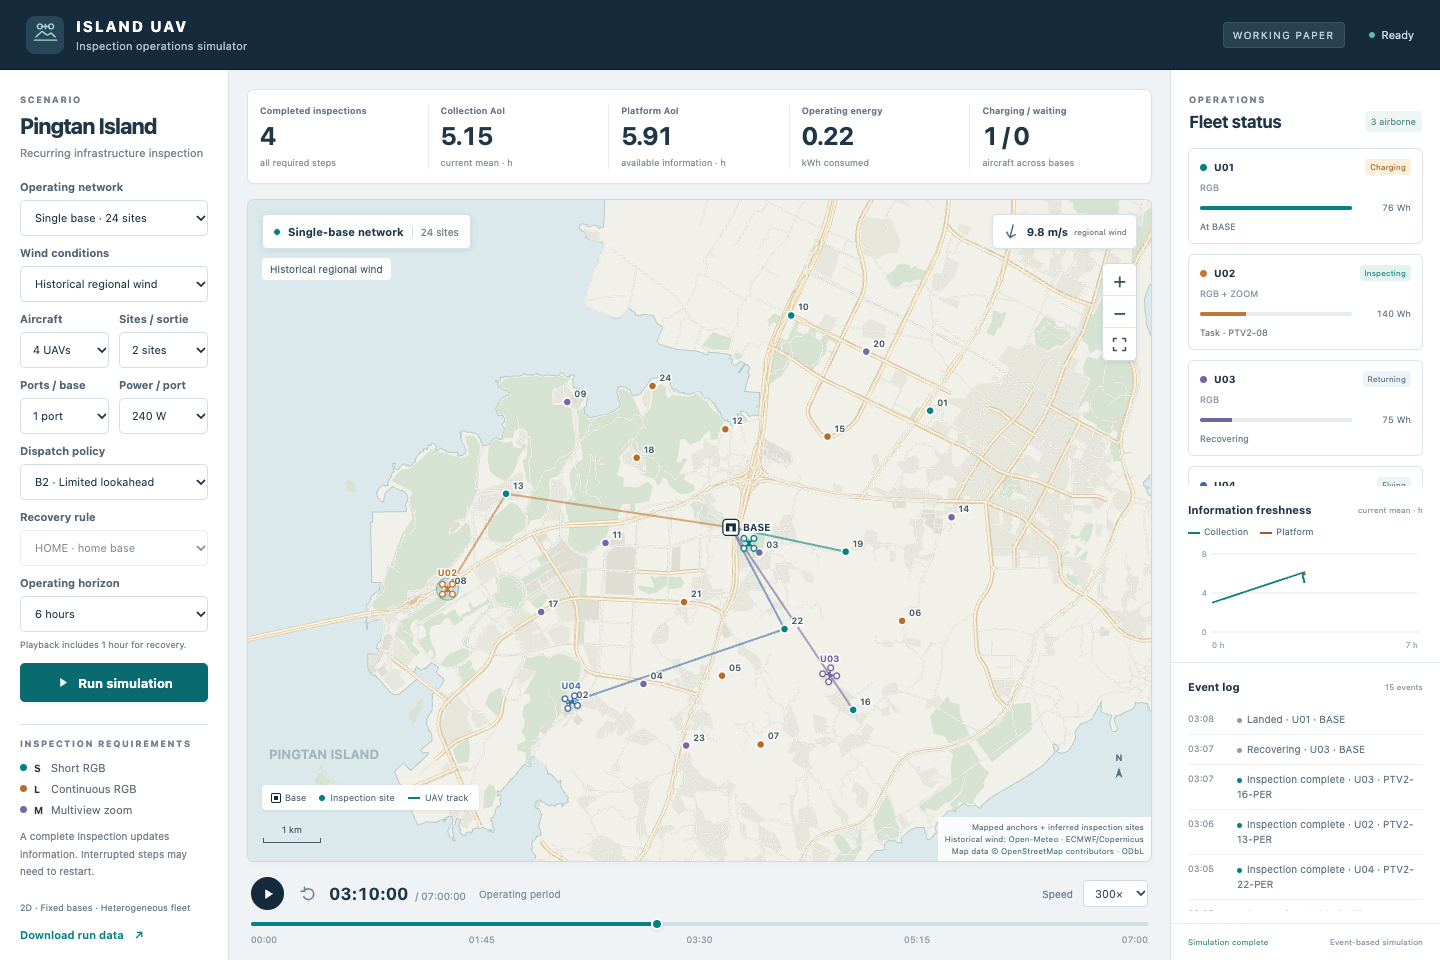 ISLAND UAV
Inspection operations simulator
WORKING PAPER
Ready
SCENARIO
Pingtan Island
Recurring infrastructure inspection
Operating network
Single base · 24 sites
Wind conditions
Historical regional wind
Aircraft
Sites / sortie
4 UAVs
2 sites
Ports / base
Power / port
1 port
240 W
Dispatch policy
B2 · Limited lookahead
Recovery rule
HOME · home base
Operating horizon
6 hours
Playback includes 1 hour for recovery.
Run simulation
INSPECTION REQUIREMENTS
S Short RGB
L Continuous RGB
M Multiview zoom
A complete inspection updates
information. Interrupted steps may
need to restart.
2D · Fixed bases · Heterogeneous fleet
Download run data
Completed inspections
4
all required steps
Collection AoI
5.15
current mean · h
Platform AoI
5.91
available information · h
Operating energy
0.22
kWh consumed
Charging / waiting
1 / 0
aircraft across bases
Single-base network
24 sites
Historical regional wind
9.8 m/s regional wind
10
20
24
09
01
12
15
18
13
14
BASE
11
03
19
U02
08
17
21
06
22
U03
05
04
U04
02
16
23
07
PINGTAN ISLAND
N
Base
Inspection site
UAV track
1 km
Mapped anchors + inferred inspection sites
Historical wind: Open-Meteo · ECMWF/Copernicus
Map data © OpenStreetMap contributors · ODbL
03:10:00 / 07:00:00
Operating period
Speed
300×
00:00
01:45
03:30
05:15
07:00
OPERATIONS
Fleet status
3 airborne
U01
Charging
RGB
76 Wh
At BASE
U02
Inspecting
RGB + ZOOM
140 Wh
Task · PTV2-08
U03
Returning
RGB
75 Wh
Recovering
U04
Flying
Information freshness
current mean · h
Collection
Platform
8
4
0
0 h
7 h
Event log
15 events
03:08
Landed · U01 · BASE
03:07
Recovering · U03 · BASE
03:07
Inspection complete · U03 · PTV2-
16-PER
03:06
Inspection complete · U02 · PTV2-
13-PER
03:05
Inspection complete · U04 · PTV2-
22-PER
Simulation complete
Event-based simulation